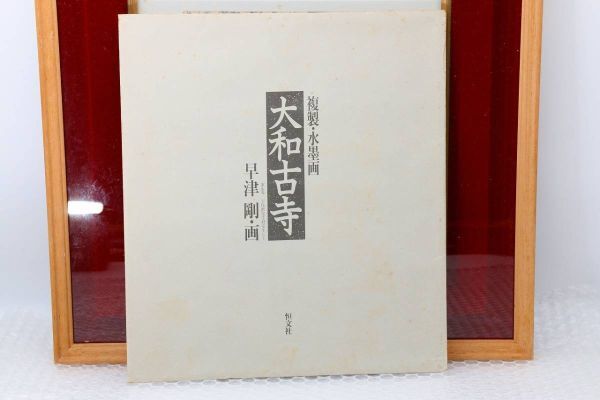 複製・水墨画
大和古寺
早津 剛・画
恒文社